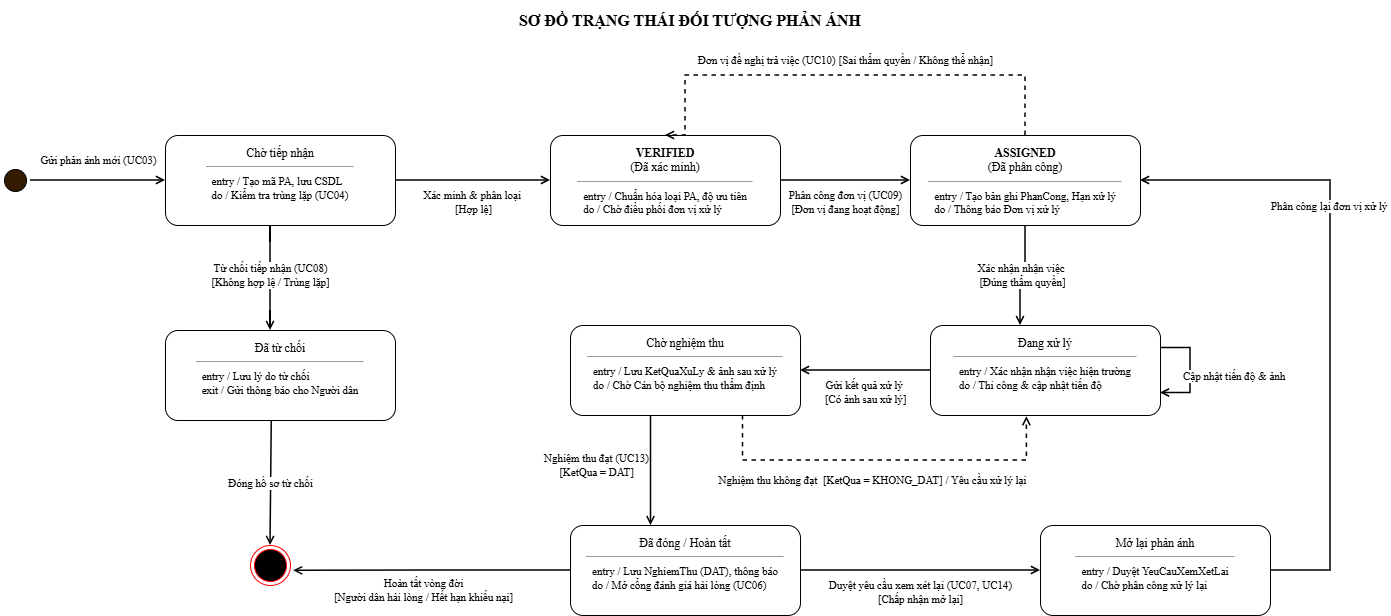 SƠ ĐỒ TRẠNG THÁI ĐỐI TƯỢNG PHẢN ÁNH
Đơn vị đề nghị trả việc (UC10) [Sai thẩm quyền / Không thể nhận]
Gửi phản ánh mới (UC03)
Chờ tiếp nhận
entry / Tạo mã PA, lưu CSDL
do / Kiểm tra trùng lặp (UC04)
Xác minh & phân loại
[Hợp lệ]
VERIFIED
(Đã xác minh)
entry / Chuẩn hóa loại PA, độ ưu tiên
do / Chờ điều phối đơn vị xử lý
Phân công đơn vị (UC09)
[Đơn vị đang hoạt động]
ASSIGNED
(Đã phân công)
entry / Tạo bản ghi PhanCong, Hạn xử lý
do / Thông báo Đơn vị xử lý
Phân công lại đơn vị xử lý
Từ chối tiếp nhận (UC08)
[Không hợp lệ / Trùng lặp]
Xác nhận nhận việc
[Đúng thẩm quyền]
Đã từ chối
entry / Lưu lý do từ chối
exit / Gửi thông báo cho Người dân
Chờ nghiệm thu
entry / Lưu KetQuaXuLy & ảnh sau xử lý
do / Chờ Cán bộ nghiệm thu thẩm định
Gửi kết quả xử lý
[Có ảnh sau xử lý]
Đang xử lý
entry / Xác nhận nhận việc hiện trường
do / Thi công & cập nhật tiến độ
Cập nhật tiến độ & ảnh
Nghiệm thu đạt (UC13)
[KetQua = DAT]
Nghiệm thu không đạt  [KetQua = KHONG_DAT] / Yêu cầu xử lý lại
Đóng hồ sơ từ chối
Đã đóng / Hoàn tất
entry / Lưu NghiemThu (DAT), thông báo
do / Mở cổng đánh giá hài lòng (UC06)
Hoàn tất vòng đời
[Người dân hài lòng / Hết hạn khiếu nại]
Duyệt yêu cầu xem xét lại (UC07, UC14)
[Chấp nhận mở lại]
Mở lại phản ánh
entry / Duyệt YeuCauXemXetLai
do / Chờ phân công xử lý lại